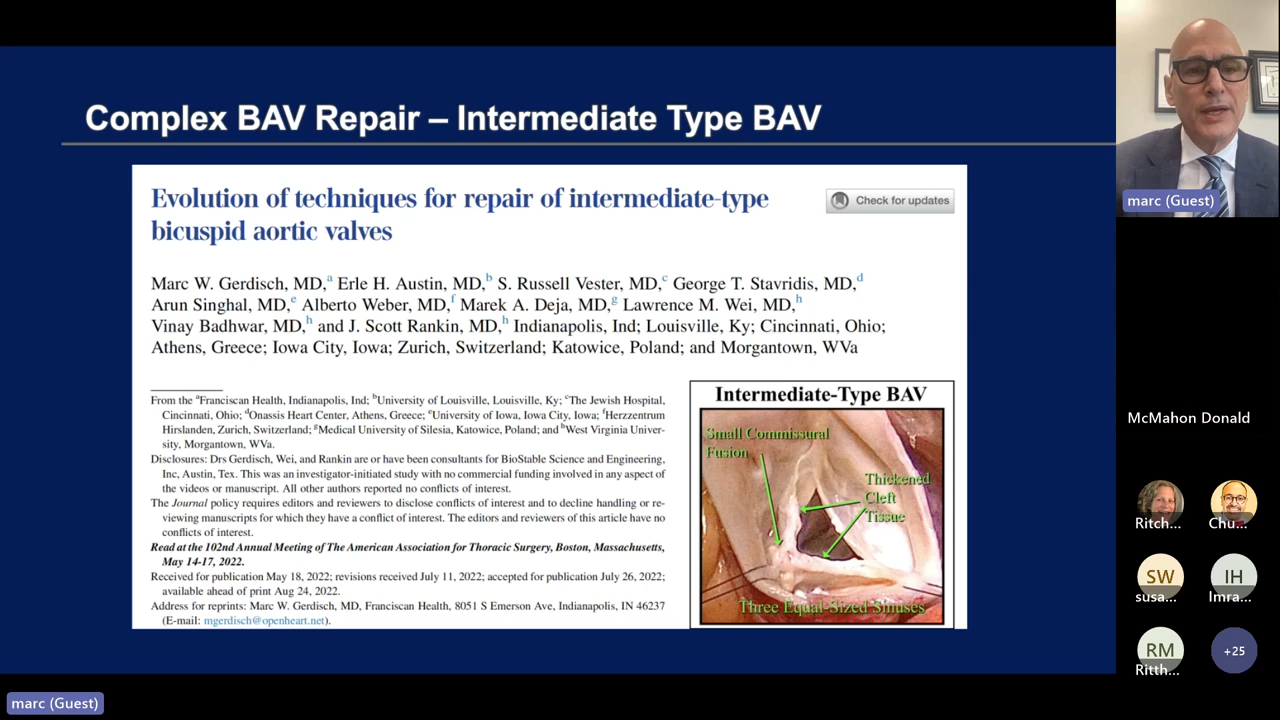 Complex BAV Repair – Intermediate Type BAV
Evolution of techniques for repair of intermediate-type
bicuspid aortic valves
Check for updates
Marc W. Gerdisch, MD,a Erle H. Austin, MD,b S. Russell Vester, MD,c George T. Stavridis, MD,d
Arun Singhal, MD,e Alberto Weber, MD,f Marek A. Deja, MD,g Lawrence M. Wei, MD,h
Vinay Badhwar, MD,h and J. Scott Rankin, MD,h Indianapolis, Ind; Louisville, Ky; Cincinnati, Ohio;
Athens, Greece; Iowa City, Iowa; Zurich, Switzerland; Katowice, Poland; and Morgantown, WVa
From the aFranciscan Health, Indianapolis, Ind; bUniversity of Louisville, Louisville, Ky; cThe Jewish Hospital,
Cincinnati, Ohio; dOnassis Heart Center, Athens, Greece; eUniversity of Iowa, Iowa City, Iowa; fHerzzentrum
Hirslanden, Zurich, Switzerland; gMedical University of Silesia, Katowice, Poland; and hWest Virginia Univer-
sity, Morgantown, WVa.
Disclosures: Drs Gerdisch, Wei, and Rankin are or have been consultants for BioStable Science and Engineering,
Inc, Austin, Tex. This was an investigator-initiated study with no commercial funding involved in any aspect of
the videos or manuscript. All other authors reported no conflicts of interest.
The Journal policy requires editors and reviewers to disclose conflicts of interest and to decline handling or re-
viewing manuscripts for which they have a conflict of interest. The editors and reviewers of this article have no
conflicts of interest.
Read at the 102nd Annual Meeting of The American Association for Thoracic Surgery, Boston, Massachusetts,
May 14-17, 2022.
Received for publication May 18, 2022; revisions received July 11, 2022; accepted for publication July 26, 2022;
available ahead of print Aug 24, 2022.
Address for reprints: Marc W. Gerdisch, MD, Franciscan Health, 8051 S Emerson Ave, Indianapolis, IN 46237
(E-mail: mgerdisch@openheart.net).
Intermediate-Type BAV
Small Commissural
Fusion
Thickened
Cleft
Tissue
Three Equal-Sized Sinuses
marc (Guest)
McMahon Donald
Ritch...
Chu...
SW
susa...
IH
Imra...
RM
Ritth...
+25
marc (Guest)